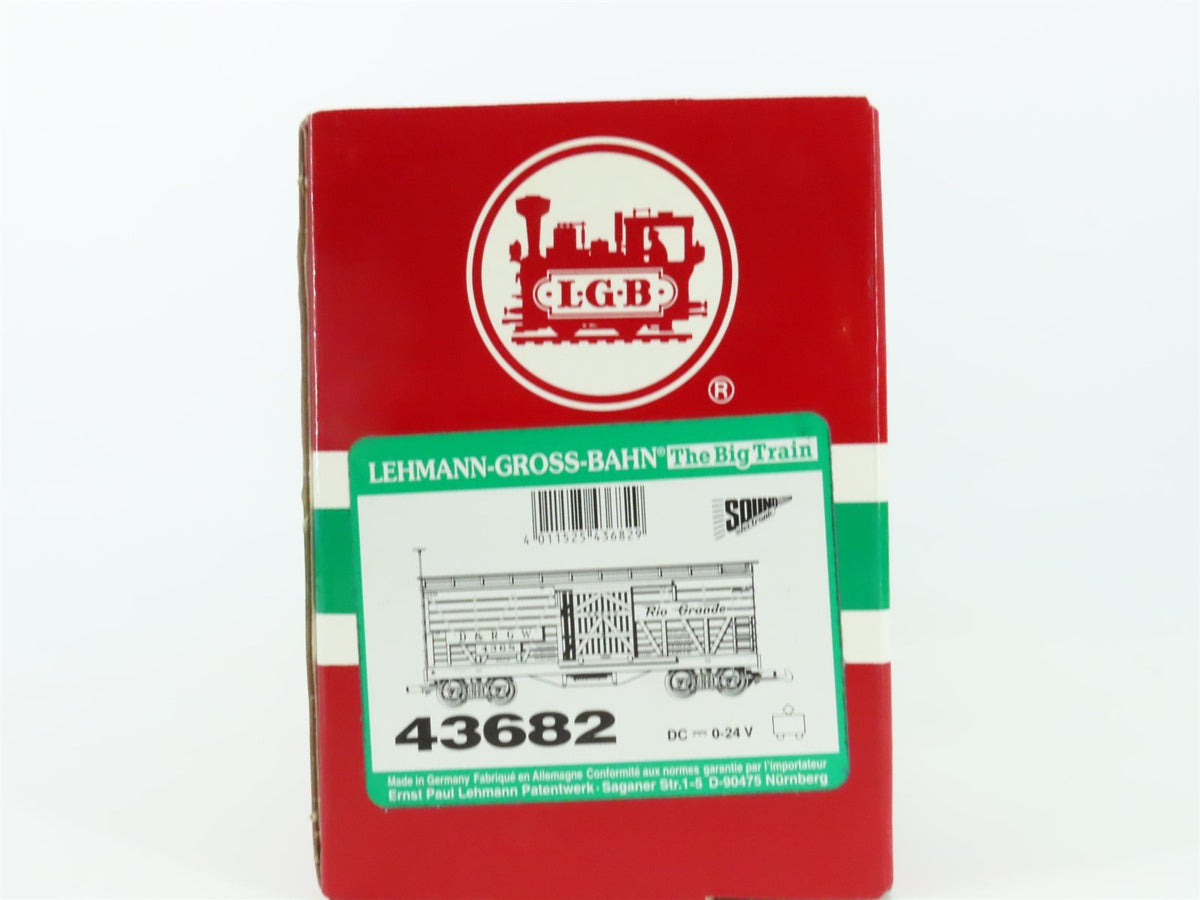 L·G·B
®
LEHMANN-GROSS-BAHN® The Big Train
4 011525 436829
SOUND
electronic
Rio Grande
D & R G W
43682
DC ⎓ 0-24 V
Made in Germany Fabriqué en Allemagne Conformité aux normes garantie par l'importateur
Ernst Paul Lehmann Patentwerk · Saganer Str.1-5 D-90475 Nürnberg